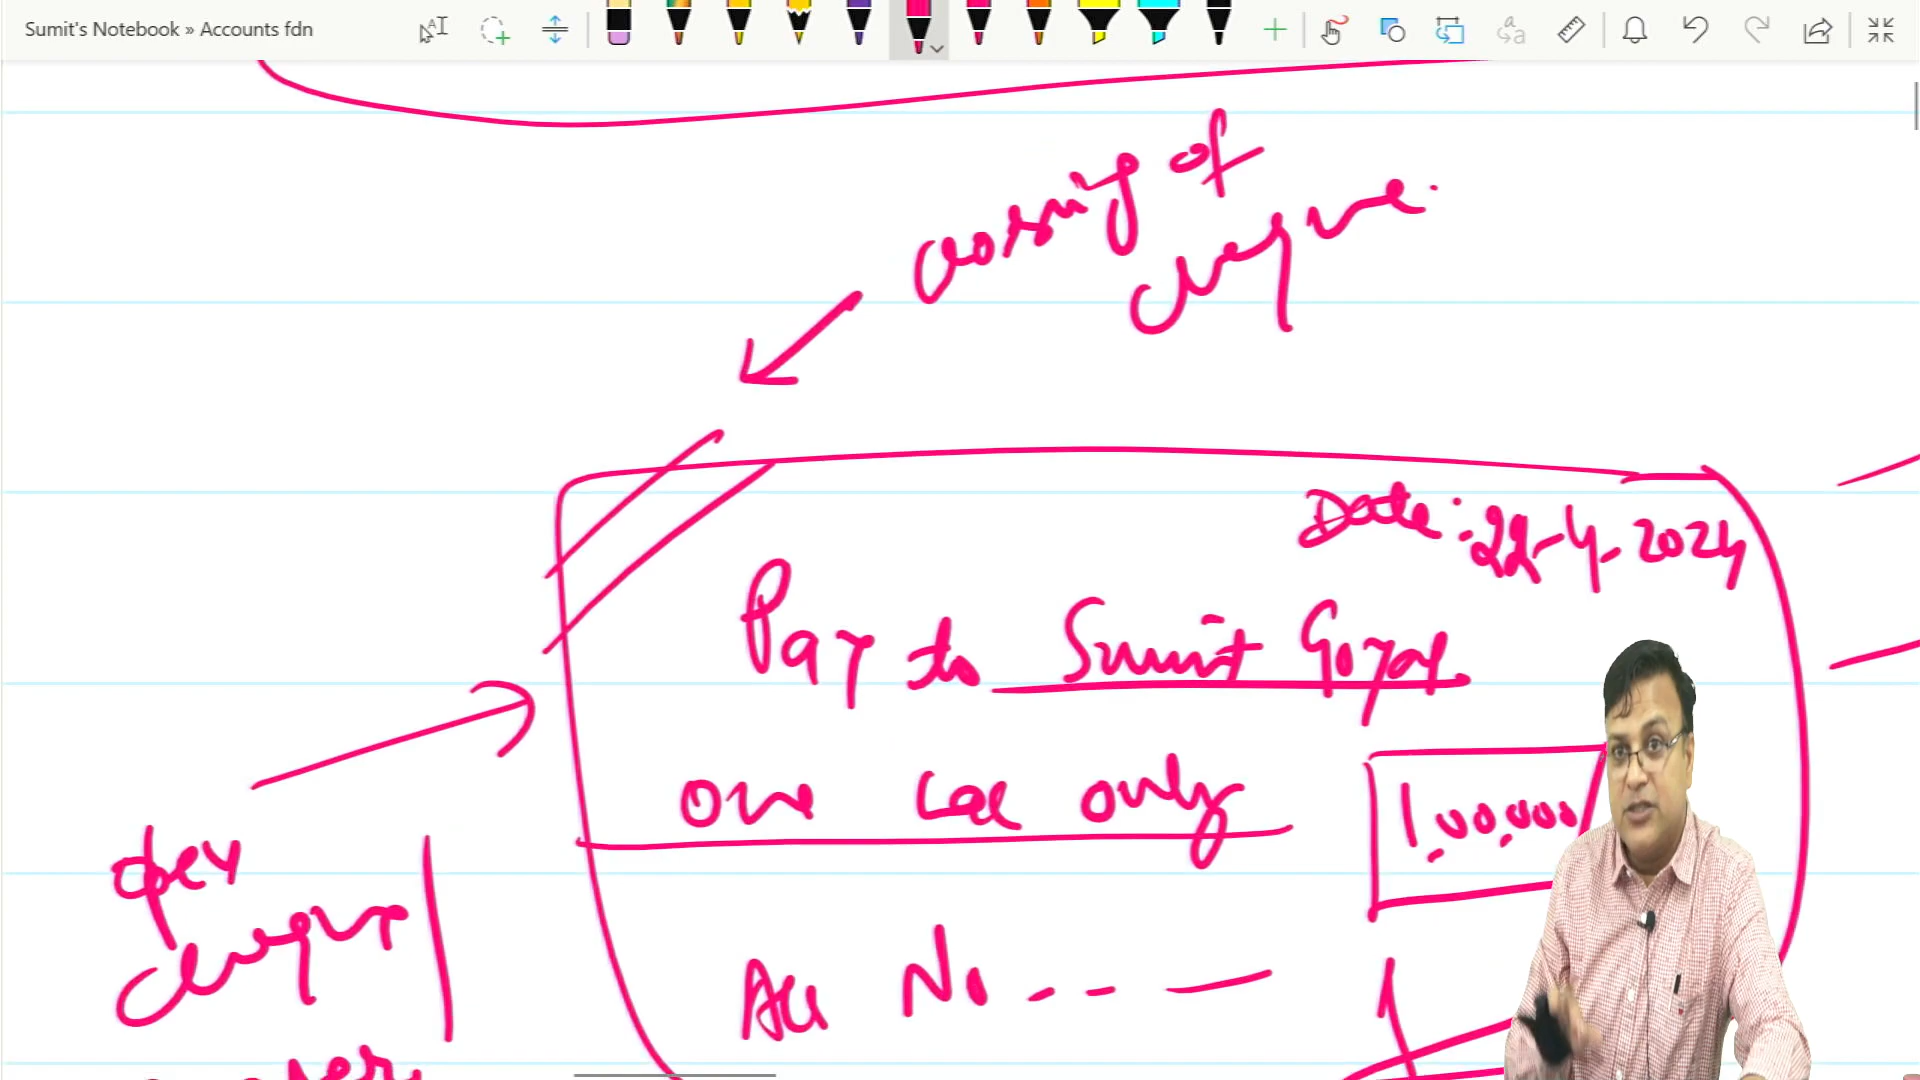 Sumit's Notebook » Accounts fdn
crossing of
cheque.
Date:- 22-4-2024
Pay to Sumit Goyal
one lac only
1,00,000/
A/c No. - - —
open
cheque